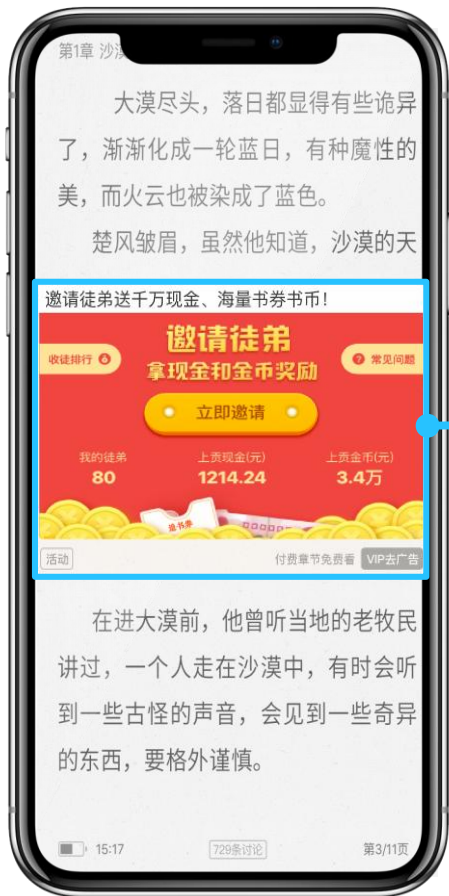 第1章 沙
大漠尽头，落日都显得有些诡异
了，渐渐化成一轮蓝日，有种魔性的
美，而火云也被染成了蓝色。
楚风皱眉，虽然他知道，沙漠的天
邀请徒弟送千万现金、海量书券书币！
邀请徒弟
收徒排行
拿现金和金币奖励
常见问题
立即邀请
我的徒弟 上贡现金(元) 上贡金币(元)
80 1214.24 3.4万
追书券
活动 付费章节免费看 VIP去广告
在进大漠前，他曾听当地的老牧民
讲过，一个人走在沙漠中，有时会听
到一些古怪的声音，会见到一些奇异
的东西，要格外谨慎。
15:17 729条讨论 第3/11页